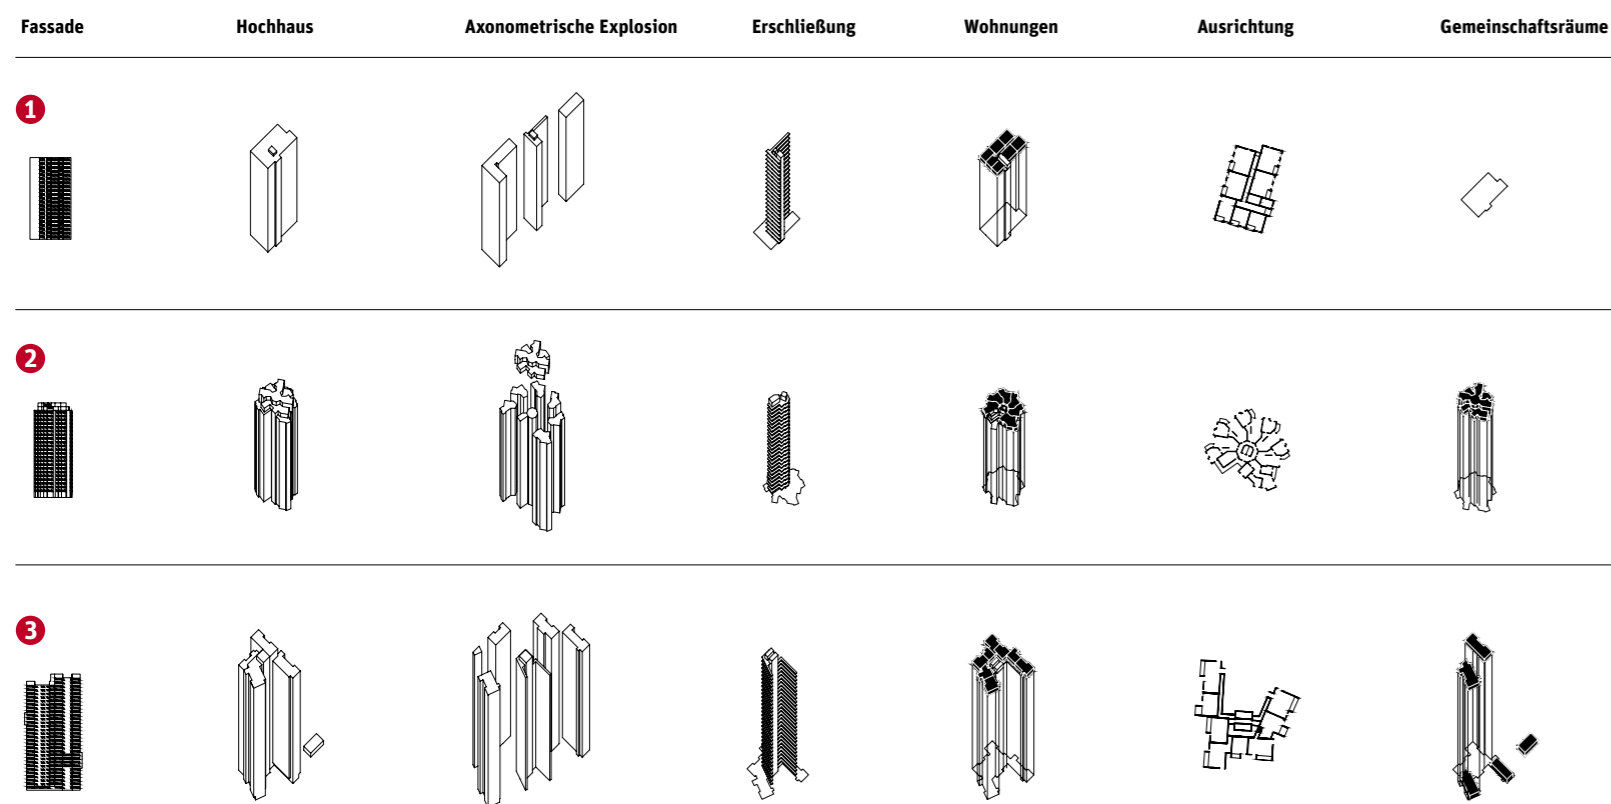 Fassade Hochhaus Axonometrische Explosion Erschließung Wohnungen Ausrichtung Gemeinschaftsräume
1
2
3